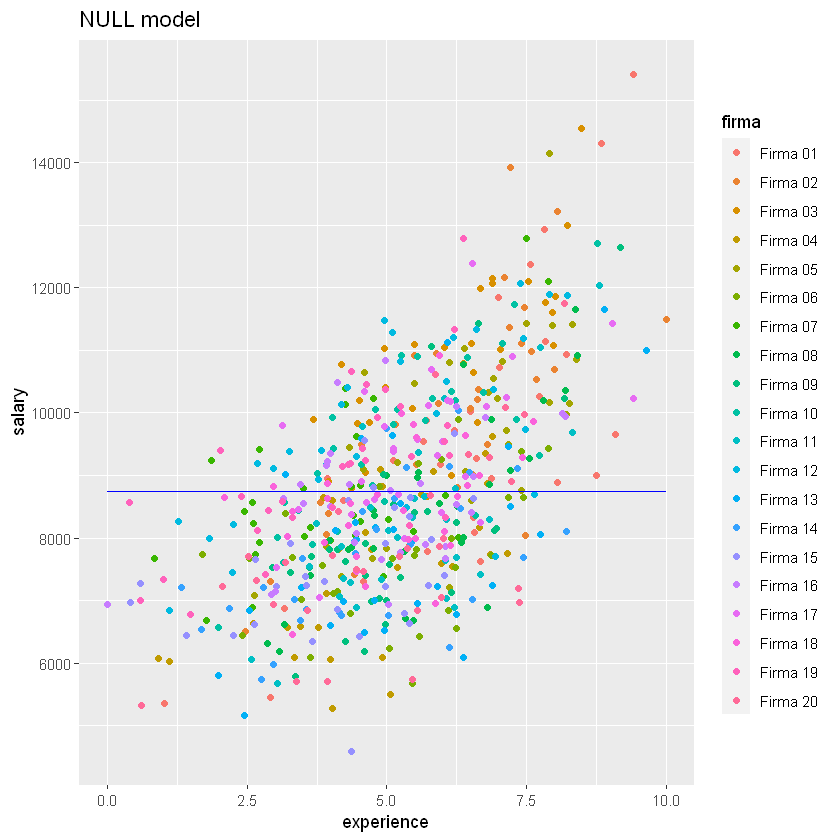 NULL model
salary
14000
12000
10000
8000
6000
0.0
2.5
5.0
7.5
10.0
experience
firma
Firma 01
Firma 02
Firma 03
Firma 04
Firma 05
Firma 06
Firma 07
Firma 08
Firma 09
Firma 10
Firma 11
Firma 12
Firma 13
Firma 14
Firma 15
Firma 16
Firma 17
Firma 18
Firma 19
Firma 20